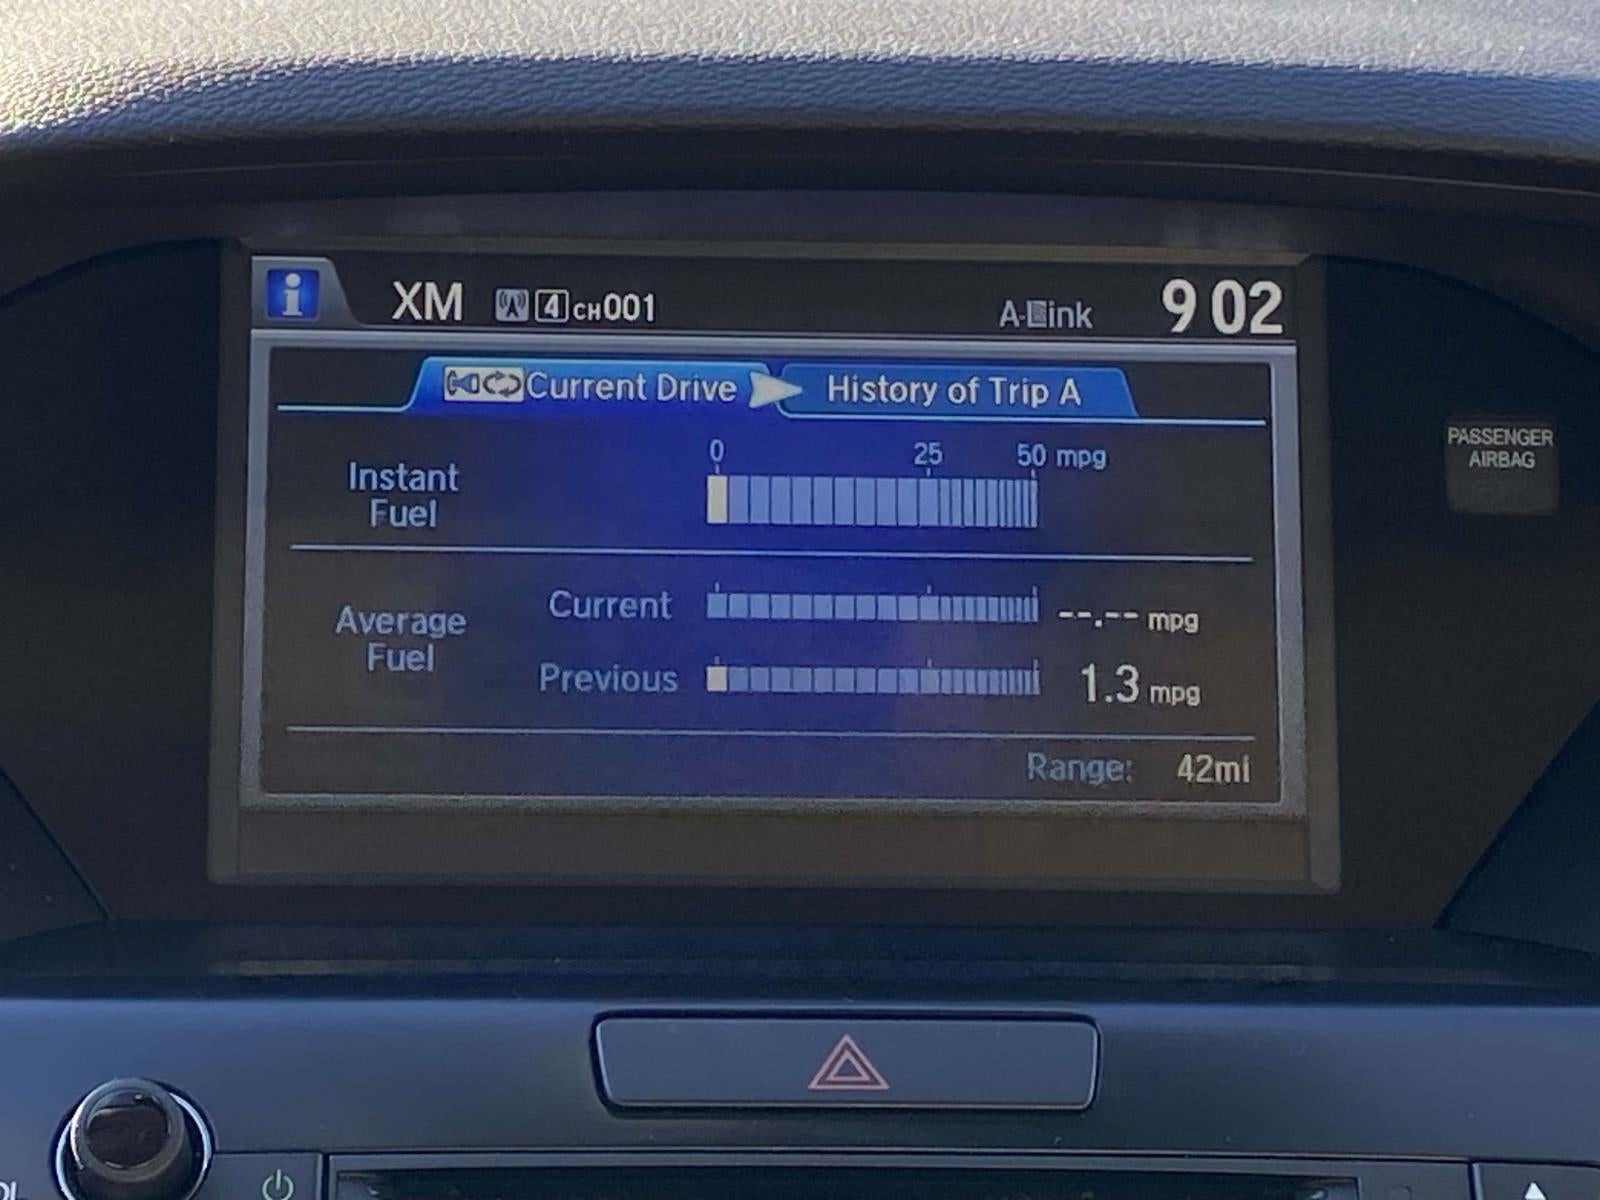 i XM 4 CH001 A-Link 9 02
Current Drive History of Trip A
0 25 50 mpg
Instant
Fuel
Average
Fuel
Current --.-- mpg
Previous 1.3 mpg
Range: 42mi
PASSENGER
AIRBAG